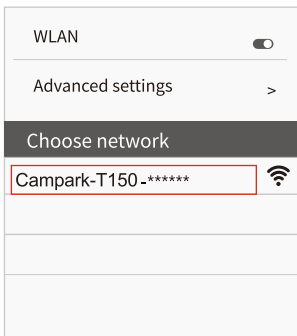 WLAN
Advanced settings >
Choose network
Campark-T150-******